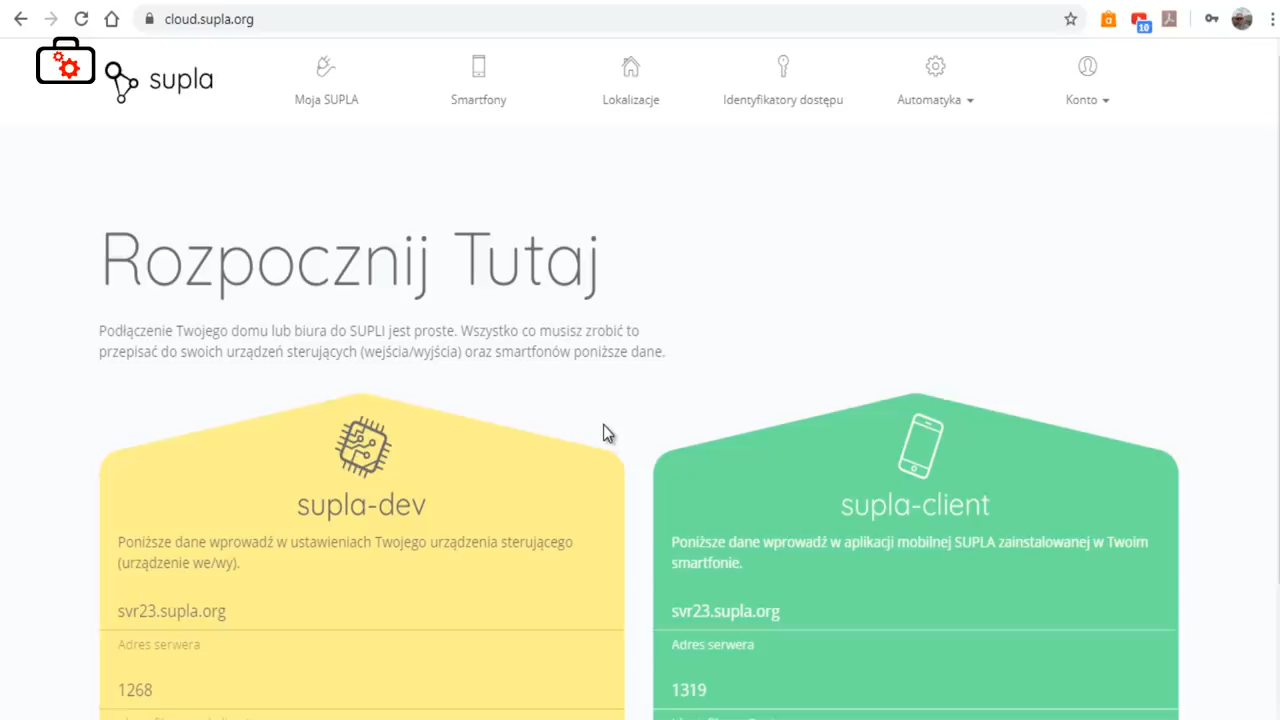 cloud.supla.org
10
supla
Moja SUPLA
Smartfony
Lokalizacje
Identyfikatory dostępu
Automatyka
Konto
Rozpocznij Tutaj
Podłączenie Twojego domu lub biura do SUPLI jest proste. Wszystko co musisz zrobić to
przepisać do swoich urządzeń sterujących (wejścia/wyjścia) oraz smartfonów poniższe dane.
supla-dev
Poniższe dane wprowadź w ustawieniach Twojego urządzenia sterującego
(urządzenie we/wy).
svr23.supla.org
Adres serwera
1268
supla-client
Poniższe dane wprowadź w aplikacji mobilnej SUPLA zainstalowanej w Twoim
smartfonie.
svr23.supla.org
Adres serwera
1319